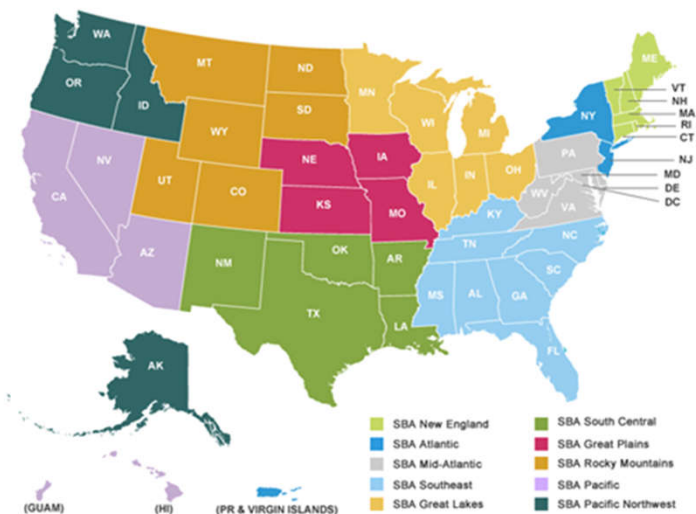 WA
ME
MT
ND
VT
OR
MN
NH
ID
SD
WI
NY
MA
RI
WY
MI
CT
PA
NJ
NE
IA
OH
MD
NV
IL
IN
DE
UT
WV
CO
VA
DC
CA
KS
MO
KY
NC
OK
TN
AZ
NM
AR
SC
MS
AL
GA
TX
LA
FL
AK
SBA New England
SBA Atlantic
SBA Mid-Atlantic
SBA Southeast
SBA Great Lakes
SBA South Central
SBA Great Plains
SBA Rocky Mountains
SBA Pacific
SBA Pacific Northwest
(GUAM)
(HI)
(PR & VIRGIN ISLANDS)